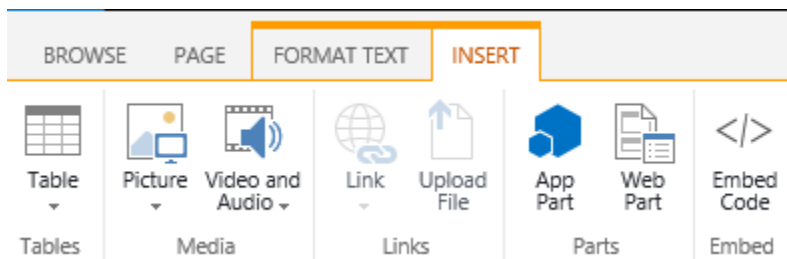 BROWSE PAGE FORMAT TEXT INSERT
Table Picture Video and Audio Link Upload File App Part Web Part Embed Code
Tables Media Links Parts Embed